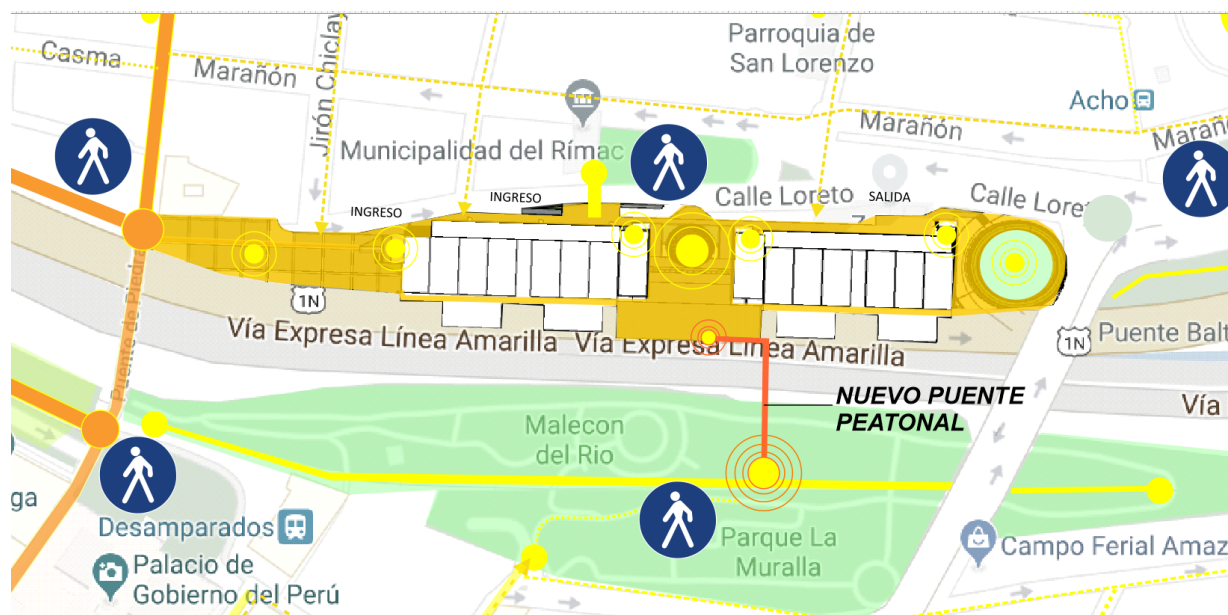 Parroquia de
San Lorenzo
Casma
Marañón
Jirón Chiclay
Acho
Marañón
Marañ
Municipalidad del Rímac
Calle Loreto
SALIDA
Calle Loret
INGRESO
INGRESO
1N
Puente de Piedra
Vía Expresa Línea Amarilla
Vía Expresa Línea Amarilla
1N
Puente Balt
NUEVO PUENTE
PEATONAL
Vía
Malecon
del Rio
ga
Desamparados
Parque La
Muralla
Campo Ferial Amaz
Palacio de
Gobierno del Perú